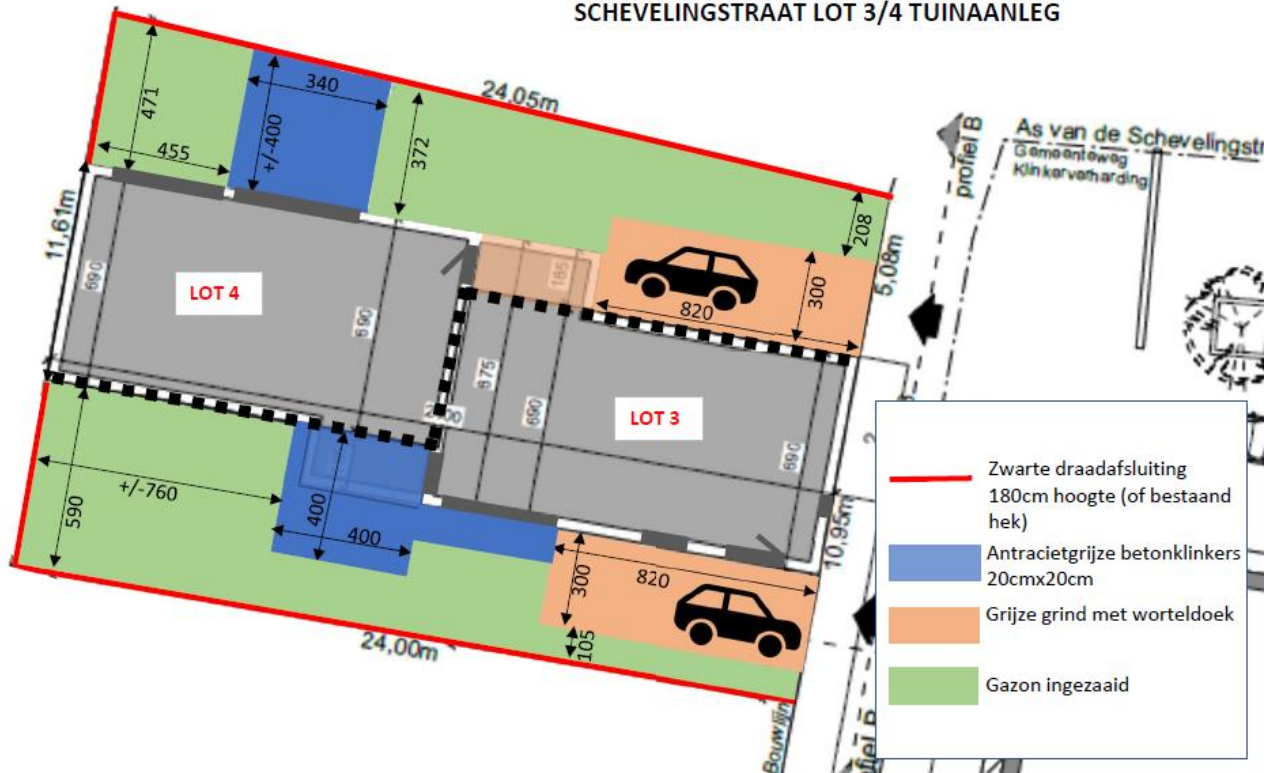 SCHEVELINGSTRAAT LOT 3/4 TUINAANLEG
24,05m
340
471
+/-400
372
455
208
5,08m
profiel B
As van de Schevelingstr
Gemeenteweg
Klinkerverharding
11,61m
690
LOT 4
690
185
820
300
675
690
LOT 3
690
+/-760
590
400
400
300
820
105
10,95m
24,00m
Bouwlijn
Zwarte draadafsluiting
180cm hoogte (of bestaand
hek)
Antracietgrijze betonklinkers
20cmx20cm
Grijze grind met worteldoek
Gazon ingezaaid